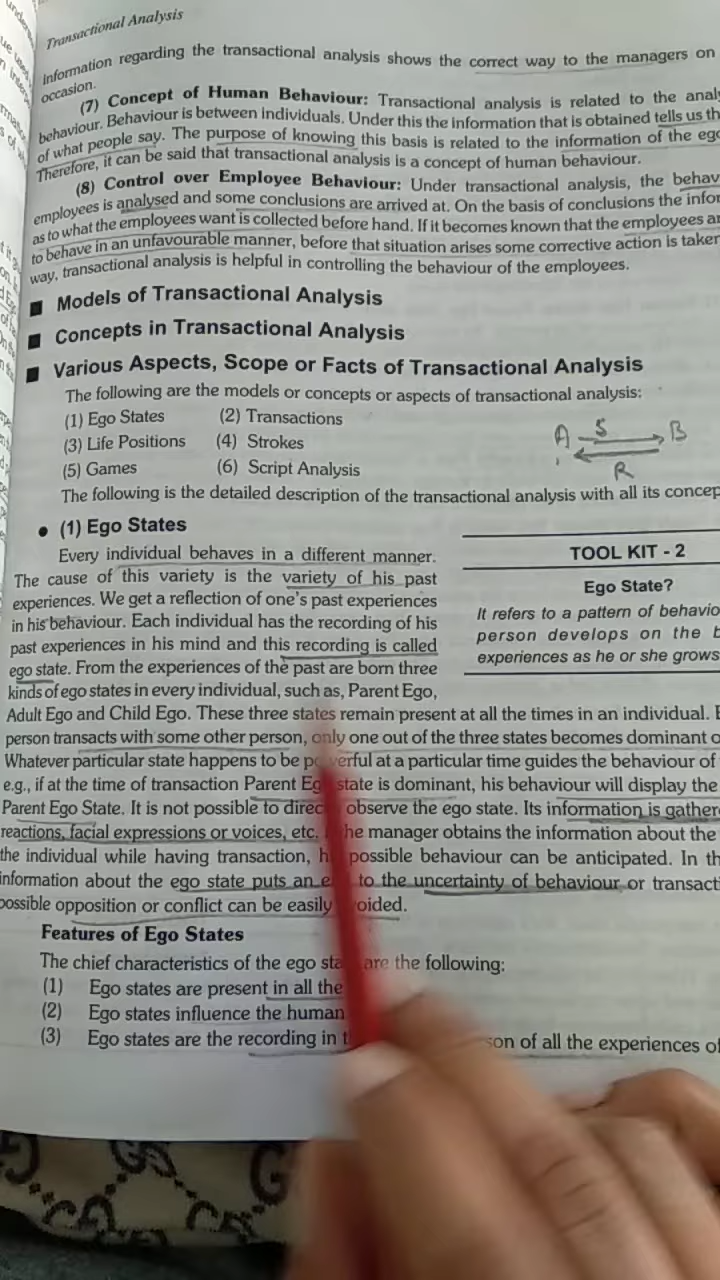 Transactional Analysis
information regarding the transactional analysis shows the correct way to the managers on
occasion.
(7) Concept of Human Behaviour: Transactional analysis is related to the
behaviour. Behaviour is between individuals. Under this the information that is obtained tells us
of what people say. The purpose of knowing this basis is related to the information of the
Therefore, it can be said that transactional analysis is a concept of human behaviour.
(8) Control over Employee Behaviour: Under transactional analysis, the
employees is analysed and some conclusions are arrived at. On the basis of conclusions the
as to what the employees want is collected before hand. If it becomes known that the employees
to behave in an unfavourable manner, before that situation arises some corrective action is
way, transactional analysis is helpful in controlling the behaviour of the employees.
Models of Transactional Analysis
Concepts in Transactional Analysis
Various Aspects, Scope or Facts of Transactional Analysis
The following are the models or concepts or aspects of transactional analysis:
(1) Ego States (2) Transactions
(3) Life Positions (4) Strokes
(5) Games (6) Script Analysis
A S B
R
The following is the detailed description of the transactional analysis with all its
• (1) Ego States
Every individual behaves in a different manner.
The cause of this variety is the variety of his past
experiences. We get a reflection of one's past experiences
in his behaviour. Each individual has the recording of his
past experiences in his mind and this recording is called
ego state. From the experiences of the past are born three
kinds of ego states in every individual, such as, Parent Ego,
TOOL KIT - 2
Ego State?
It refers to a pattern of
person develops on the
experiences as he or she grows
Adult Ego and Child Ego. These three states remain present at all the times in an individual.
person transacts with some other person, only one out of the three states becomes dominant
Whatever particular state happens to be powerful at a particular time guides the behaviour of
e.g., if at the time of transaction Parent Ego state is dominant, his behaviour will display the
Parent Ego State. It is not possible to directly observe the ego state. Its information is
reactions, facial expressions or voices, etc. the manager obtains the information about the
the individual while having transaction, possible behaviour can be anticipated. In
information about the ego state puts an to the uncertainty of behaviour or
possible opposition or conflict can be easily avoided.
Features of Ego States
The chief characteristics of the ego state are the following:
(1) Ego states are present in all the
(2) Ego states influence the human
(3) Ego states are the recording in of all the experiences of